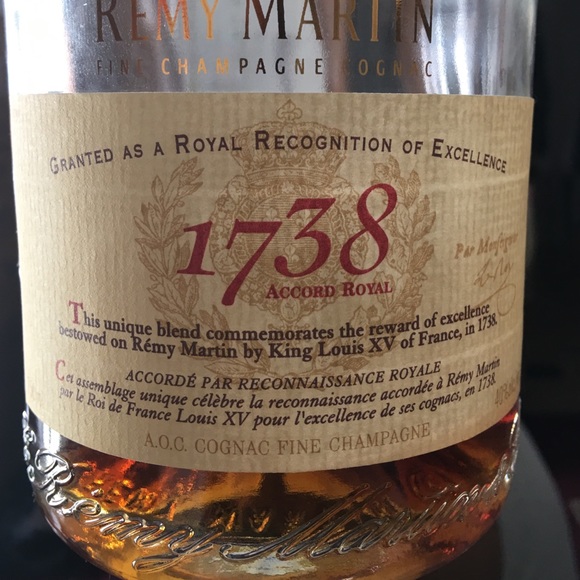 RÉMY MARTIN
FINE CHAMPAGNE COGNAC
GRANTED AS A ROYAL RECOGNITION OF EXCELLENCE
1738
ACCORD ROYAL
This unique blend commemorates the reward of excellence
bestowed on Rémy Martin by King Louis XV of France, in 1738.
ACCORDÉ PAR RECONNAISSANCE ROYALE
Cet assemblage unique célèbre la reconnaissance accordée à Rémy Martin
par le Roi de France Louis XV pour l'excellence de ses cognacs, en 1738.
A.O.C. COGNAC FINE CHAMPAGNE
Rémy Martin